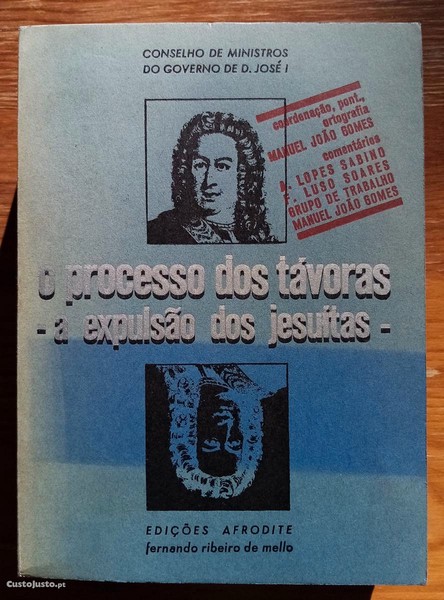 CONSELHO DE MINISTROS
DO GOVERNO DE D. JOSÉ I
coordenação, pont.,
ortografia
MANUEL JOÃO GOMES
comentários
A. LOPES SABINO
F. LUSO SOARES
GRUPO DE TRABALHO
MANUEL JOÃO GOMES
o processo dos távoras
- a expulsão dos jesuítas -
EDIÇÕES AFRODITE
fernando ribeiro de mello
CustoJusto.pt